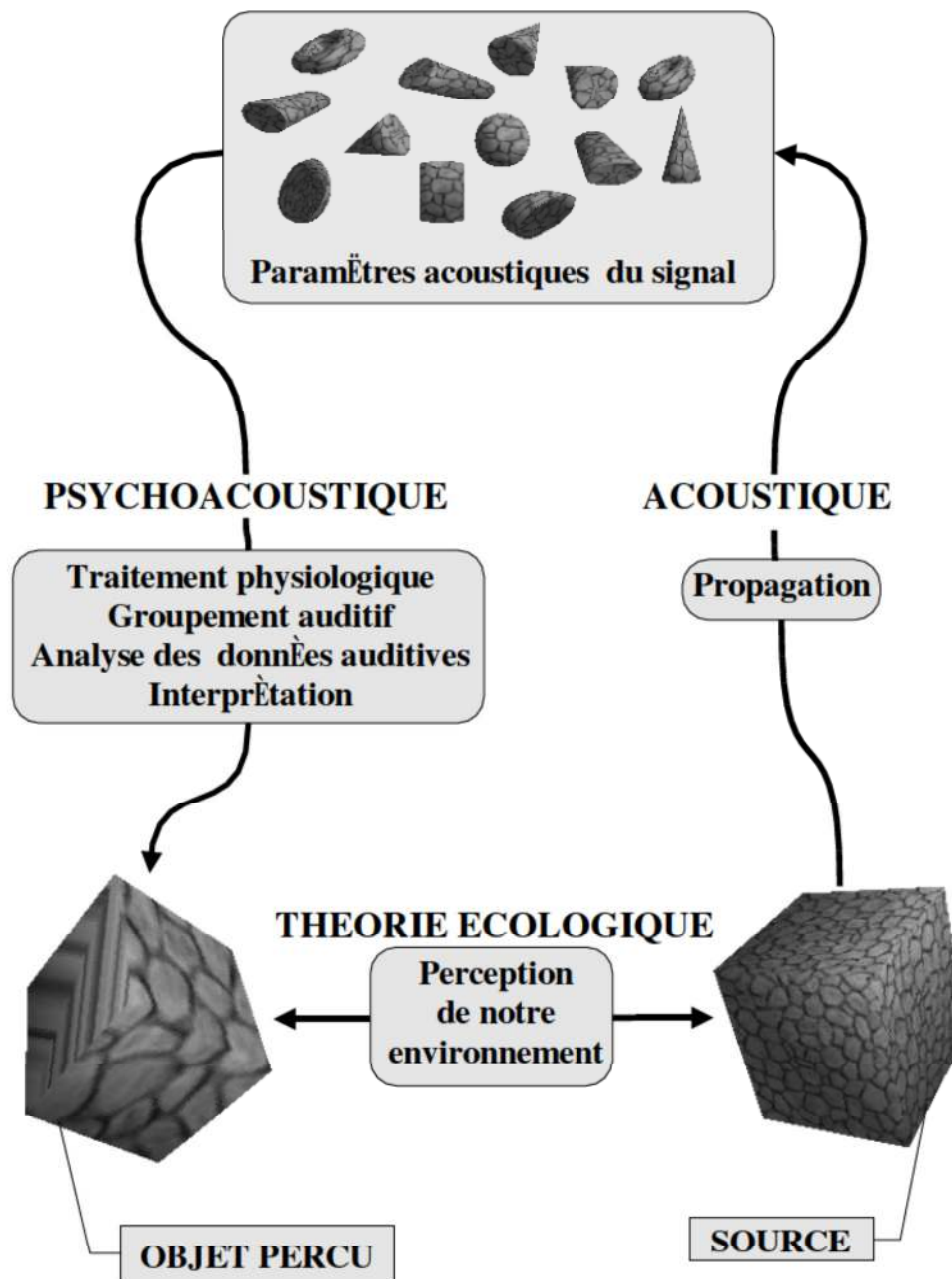 ParamËtres acoustiques du signal
PSYCHOACOUSTIQUE
ACOUSTIQUE
Traitement physiologique
Groupement auditif
Analyse des donnÈes auditives
InterprÈtation
Propagation
THEORIE ECOLOGIQUE
Perception
de notre
environnement
OBJET PERCU
SOURCE